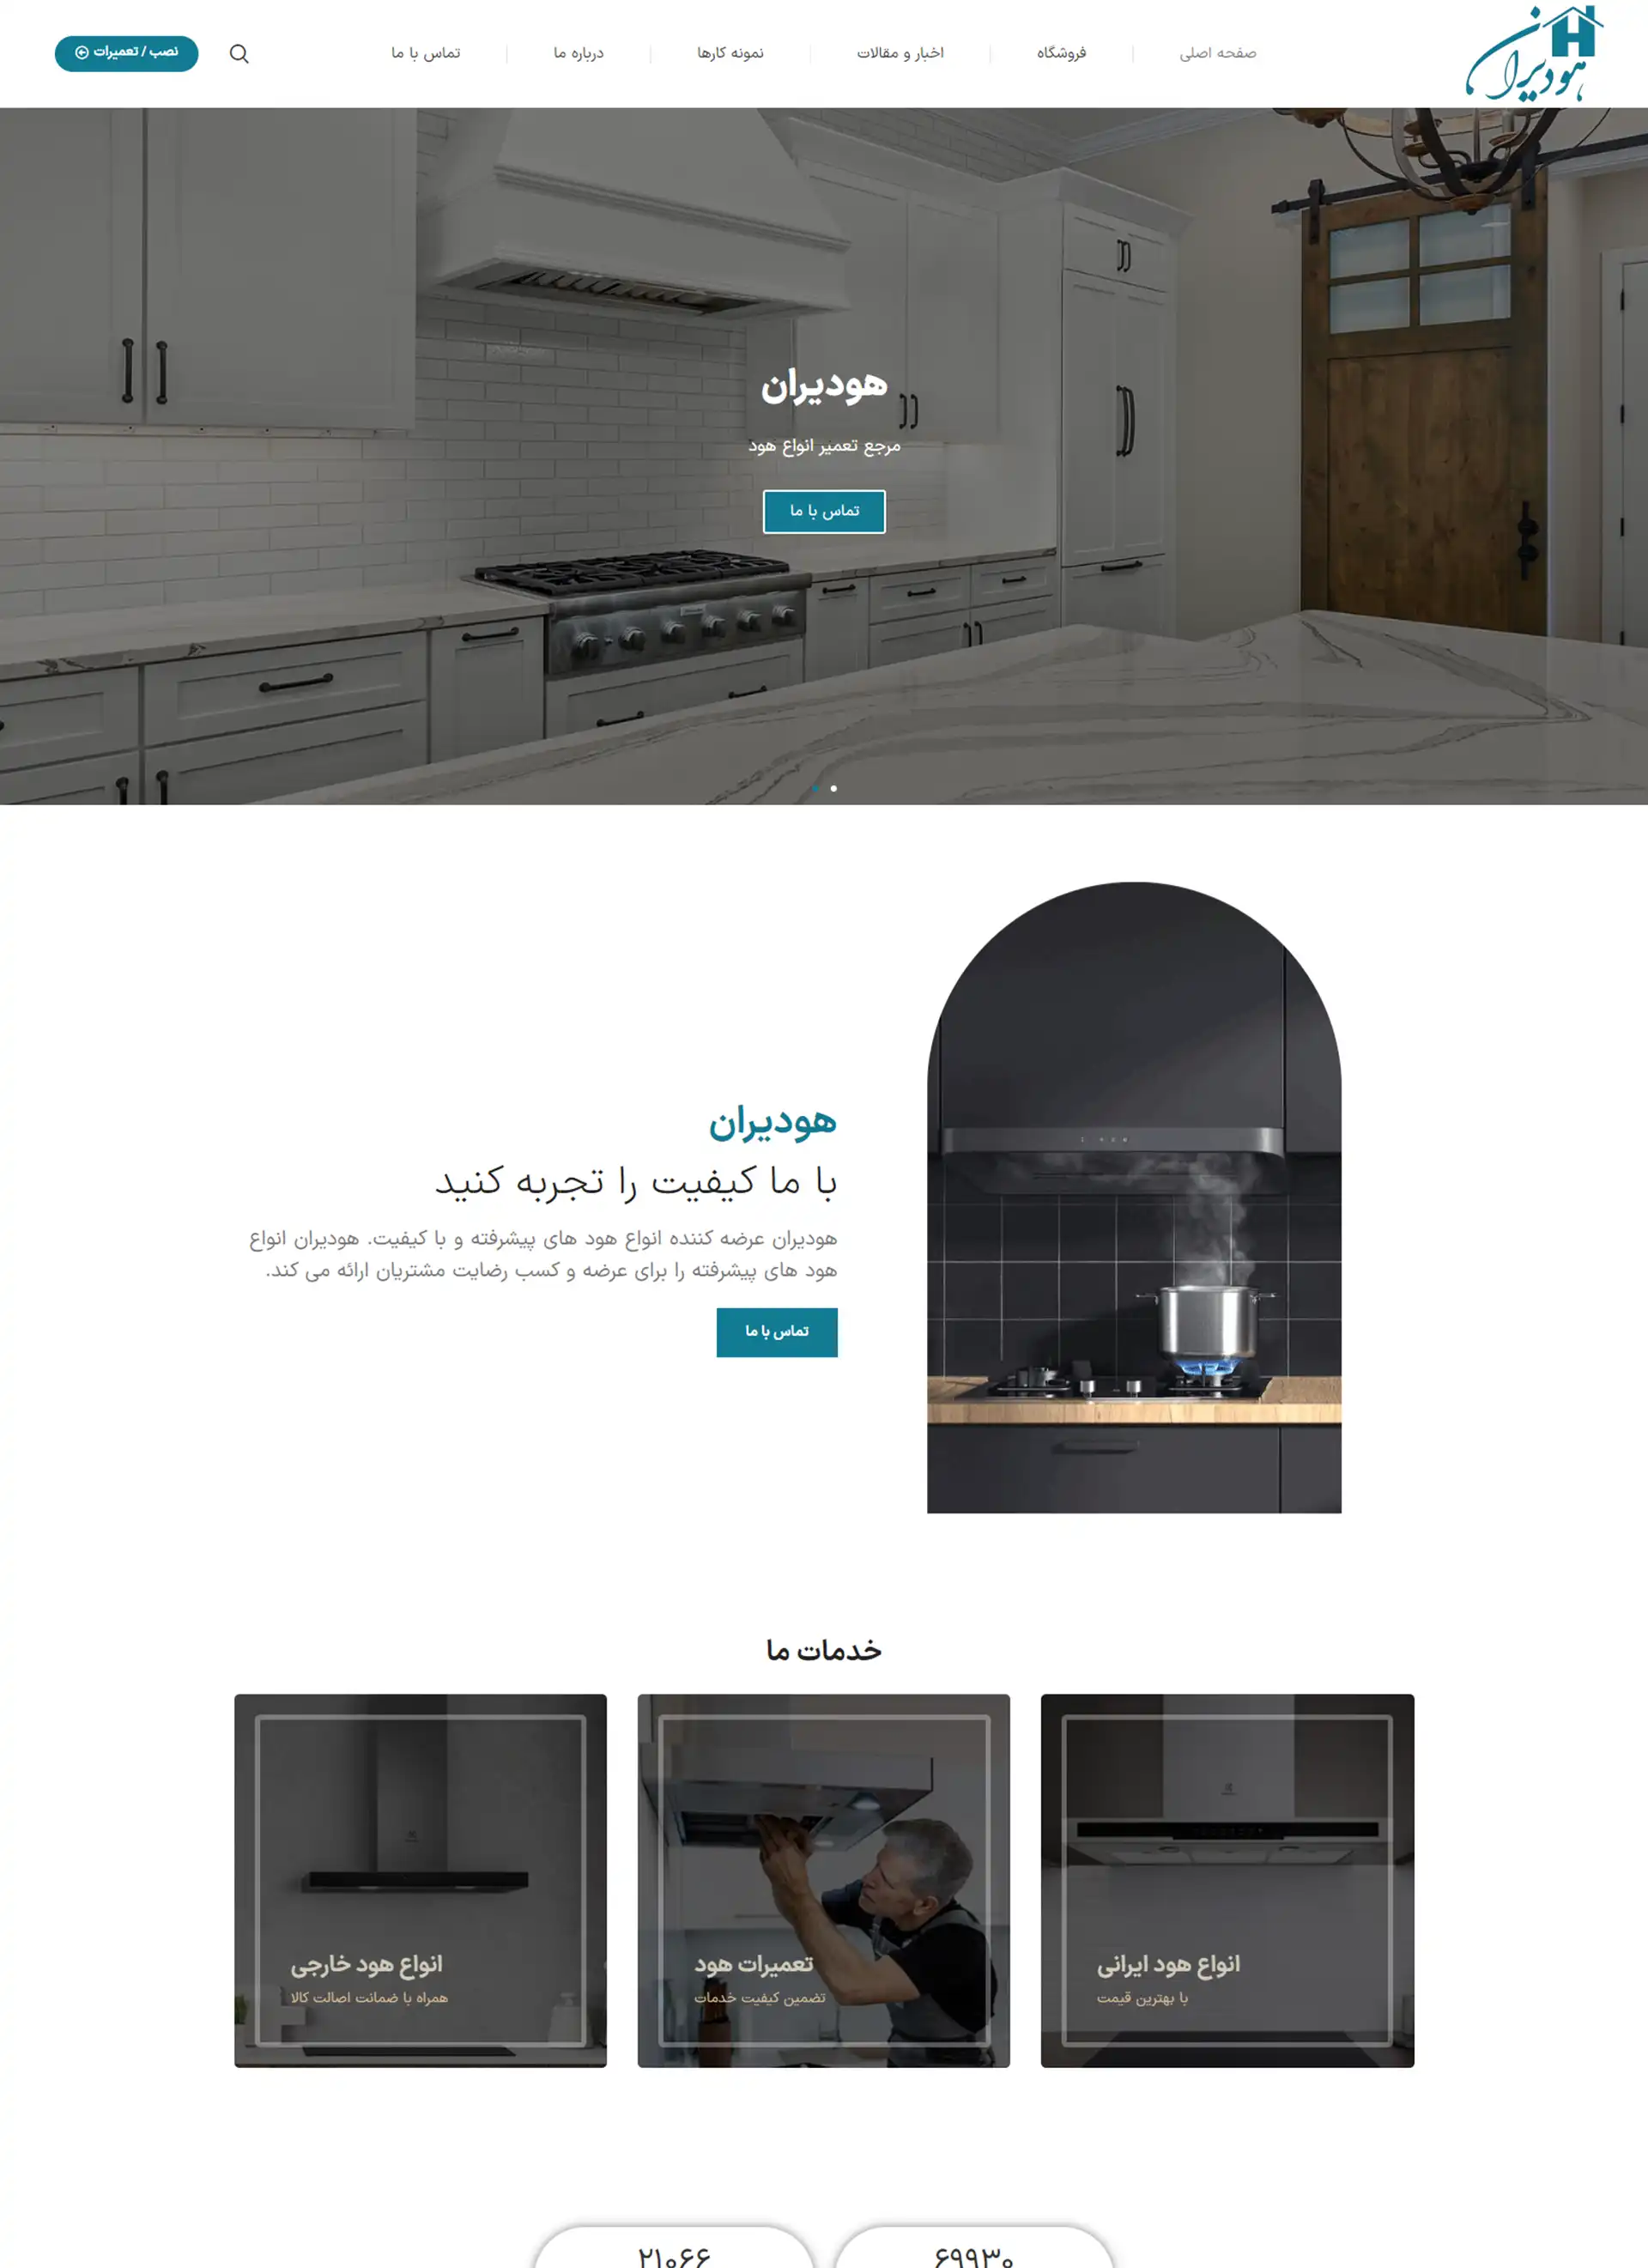 هودیران
صفحه اصلی
فروشگاه
اخبار و مقالات
نمونه کارها
درباره ما
تماس با ما
نصب / تعمیرات
هودیران
مرجع تعمیر انواع هود
تماس با ما
هودیران
با ما کیفیت را تجربه کنید
هودیران عرضه کننده انواع هود های پیشرفته و با کیفیت. هودیران انواع
هود های پیشرفته را برای عرضه و کسب رضایت مشتریان ارائه می کند.
تماس با ما
خدمات ما
انواع هود ایرانی
با بهترین قیمت
تعمیرات هود
تضمین کیفیت خدمات
انواع هود خارجی
همراه با ضمانت اصالت کالا
۶۹۹۳۰
۲۱۰۶۶